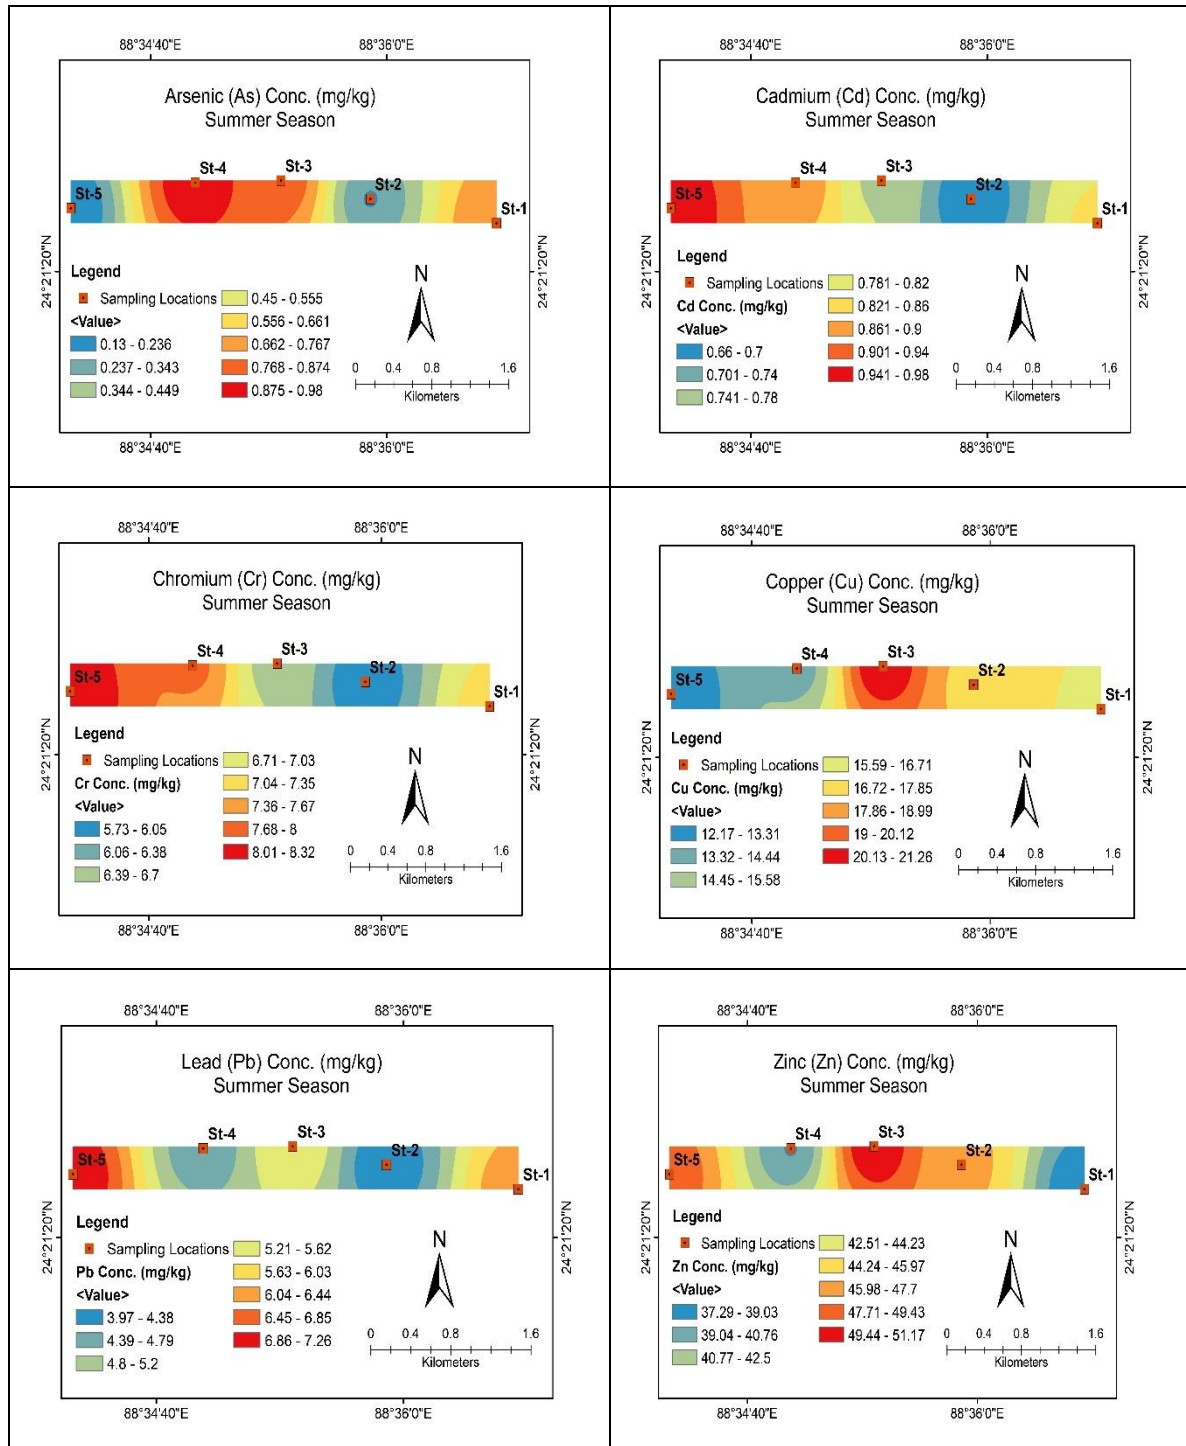 88°34'40"E 88°36'0"E
Arsenic (As) Conc. (mg/kg)
Summer Season
St-5 St-4 St-3 St-2 St-1
24°21'20"N 24°21'20"N
Legend
Sampling Locations
<Value>
0.13 - 0.236
0.237 - 0.343
0.344 - 0.449
0.45 - 0.555
0.556 - 0.661
0.662 - 0.767
0.768 - 0.874
0.875 - 0.98
N
0 0.4 0.8 1.6
Kilometers
88°34'40"E 88°36'0"E
88°34'40"E 88°36'0"E
Cadmium (Cd) Conc. (mg/kg)
Summer Season
St-5 St-4 St-3 St-2 St-1
24°21'20"N 24°21'20"N
Legend
Sampling Locations
Cd Conc. (mg/kg)
<Value>
0.66 - 0.7
0.701 - 0.74
0.741 - 0.78
0.781 - 0.82
0.821 - 0.86
0.861 - 0.9
0.901 - 0.94
0.941 - 0.98
N
0 0.4 0.8 1.6
Kilometers
88°34'40"E 88°36'0"E
88°34'40"E 88°36'0"E
Chromium (Cr) Conc. (mg/kg)
Summer Season
St-5 St-4 St-3 St-2 St-1
24°21'20"N 24°21'20"N
Legend
Sampling Locations
Cr Conc. (mg/kg)
<Value>
5.73 - 6.05
6.06 - 6.38
6.39 - 6.7
6.71 - 7.03
7.04 - 7.35
7.36 - 7.67
7.68 - 8
8.01 - 8.32
N
0 0.4 0.8 1.6
Kilometers
88°34'40"E 88°36'0"E
88°34'40"E 88°36'0"E
Copper (Cu) Conc. (mg/kg)
Summer Season
St-5 St-4 St-3 St-2 St-1
24°21'20"N 24°21'20"N
Legend
Sampling Locations
Cu Conc. (mg/kg)
<Value>
12.17 - 13.31
13.32 - 14.44
14.45 - 15.58
15.59 - 16.71
16.72 - 17.85
17.86 - 18.99
19 - 20.12
20.13 - 21.26
N
0 0.4 0.8 1.6
Kilometers
88°34'40"E 88°36'0"E
88°34'40"E 88°36'0"E
Lead (Pb) Conc. (mg/kg)
Summer Season
St-5 St-4 St-3 St-2 St-1
24°21'20"N 24°21'20"N
Legend
Sampling Locations
Pb Conc. (mg/kg)
<Value>
3.97 - 4.38
4.39 - 4.79
4.8 - 5.2
5.21 - 5.62
5.63 - 6.03
6.04 - 6.44
6.45 - 6.85
6.86 - 7.26
N
0 0.4 0.8 1.6
Kilometers
88°34'40"E 88°36'0"E
88°34'40"E 88°36'0"E
Zinc (Zn) Conc. (mg/kg)
Summer Season
St-5 St-4 St-3 St-2 St-1
24°21'20"N 24°21'20"N
Legend
Sampling Locations
Zn Conc. (mg/kg)
<Value>
37.29 - 39.03
39.04 - 40.76
40.77 - 42.5
42.51 - 44.23
44.24 - 45.97
45.98 - 47.7
47.71 - 49.43
49.44 - 51.17
N
0 0.4 0.8 1.6
Kilometers
88°34'40"E 88°36'0"E